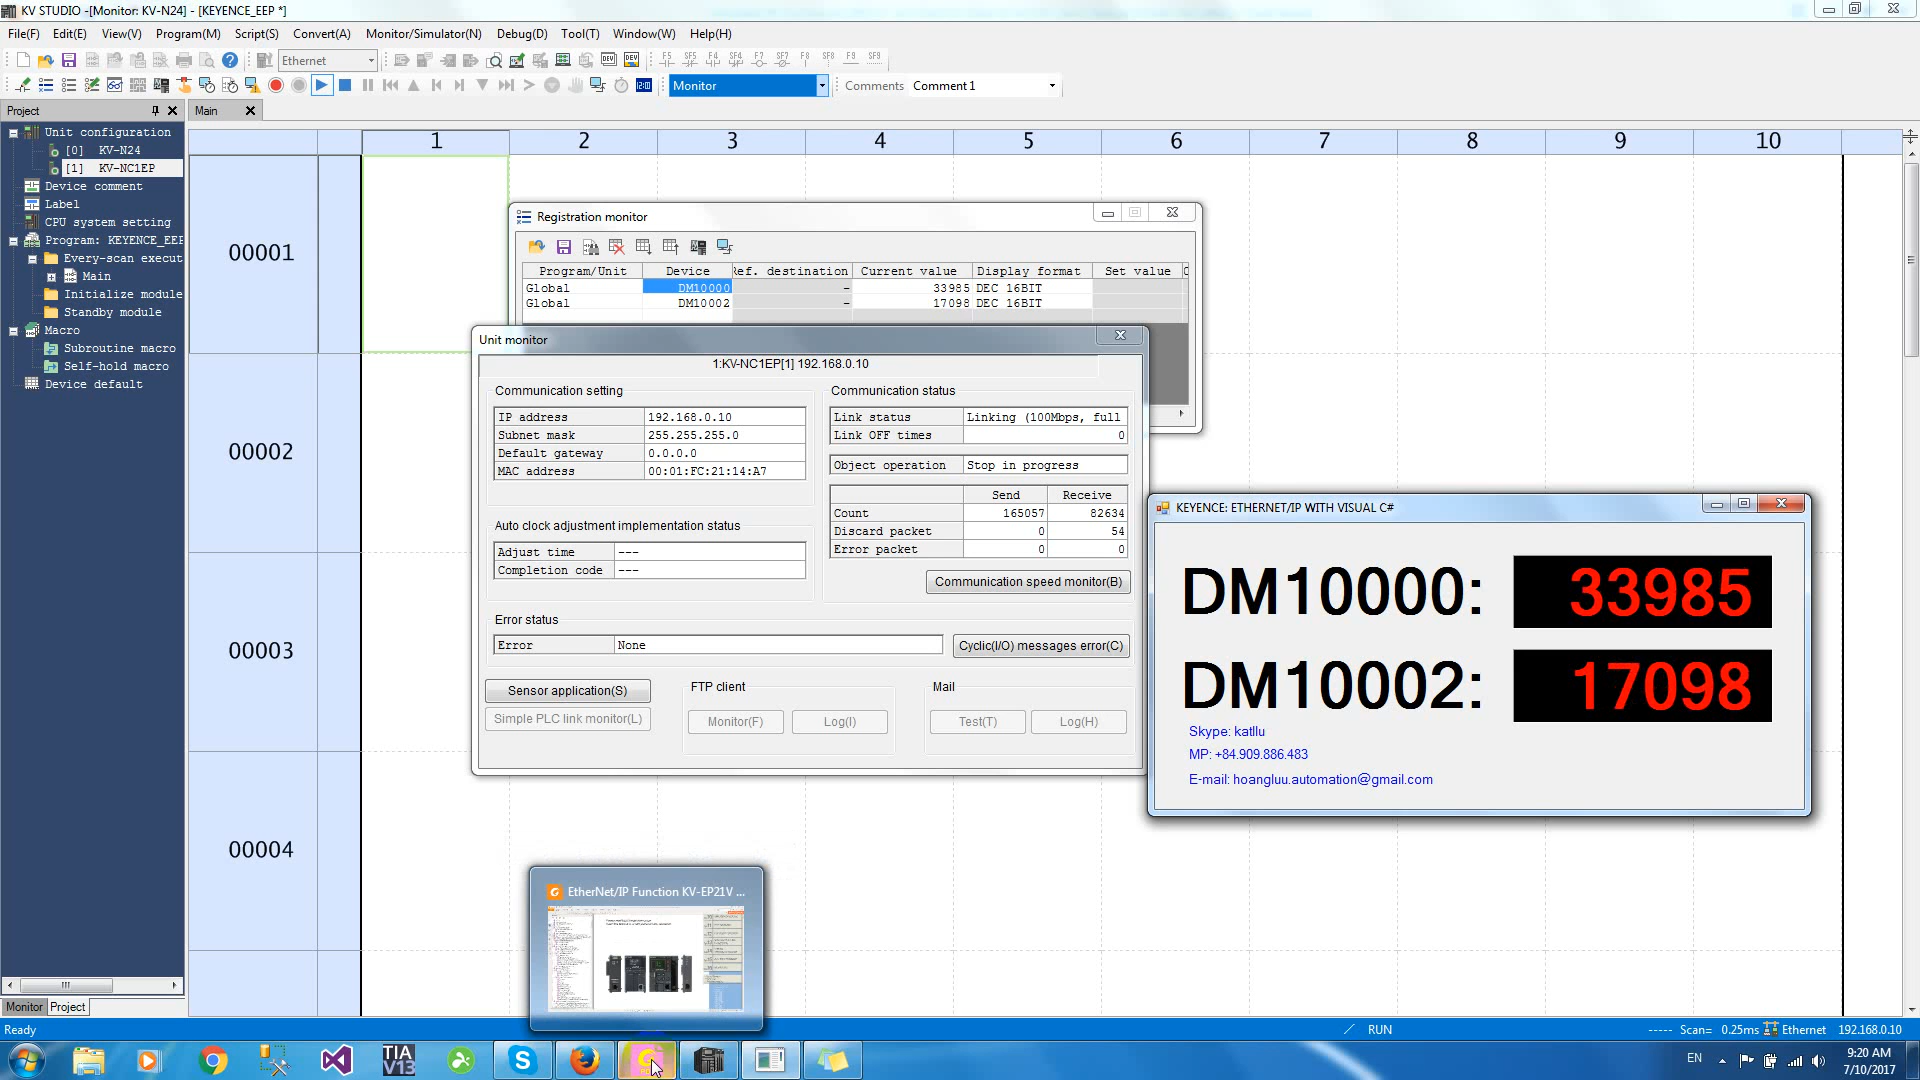 KV STUDIO -[Monitor: KV-N24] - [KEYENCE_EEP *]
File(F) Edit(E) View(V) Program(M) Script(S) Convert(A) Monitor/Simulator(N) Debug(D) Tool(T) Window(W) Help(H)
Ethernet
F5 SF5 F4 SF4 F7 SF7 F8 SF8 F9 SF9
Monitor Comments Comment 1
Project Main
1 2 3 4 5 6 7 8 9 10
Unit configuration
[0] KV-N24
[1] KV-NC1EP
Device comment
Label
CPU system setting
Program: KEYENCE_EEP
Every-scan execut
Main
Initialize module
Standby module
Macro
Subroutine macro
Self-hold macro
Device default
Monitor Project
00001
00002
00003
00004
Registration monitor
Program/Unit Device Ref. destination Current value Display format Set value
Global DM10000 - 33985 DEC 16BIT
Global DM10002 - 17098 DEC 16BIT
Unit monitor
1:KV-NC1EP[1] 192.168.0.10
Communication setting
IP address 192.168.0.10
Subnet mask 255.255.255.0
Default gateway 0.0.0.0
MAC address 00:01:FC:21:14:A7
Auto clock adjustment implementation status
Adjust time ---
Completion code ---
Communication status
Link status Linking (100Mbps, full
Link OFF times 0
Object operation Stop in progress
Send Receive
Count 165057 82634
Discard packet 0 54
Error packet 0 0
Communication speed monitor(B)
Error status
Error None
Cyclic(I/O) messages error(C)
Sensor application(S)
Simple PLC link monitor(L)
FTP client
Monitor(F) Log(I)
Mail
Test(T) Log(H)
KEYENCE: ETHERNET/IP WITH VISUAL C#
DM10000: 33985
DM10002: 17098
Skype: katllu
MP: +84.909.886.483
E-mail: hoangluu.automation@gmail.com
EtherNet/IP Function KV-EP21V ...
Ready RUN ----- Scan= 0.25ms Ethernet 192.168.0.10
TIA V13
EN
9:20 AM
7/10/2017